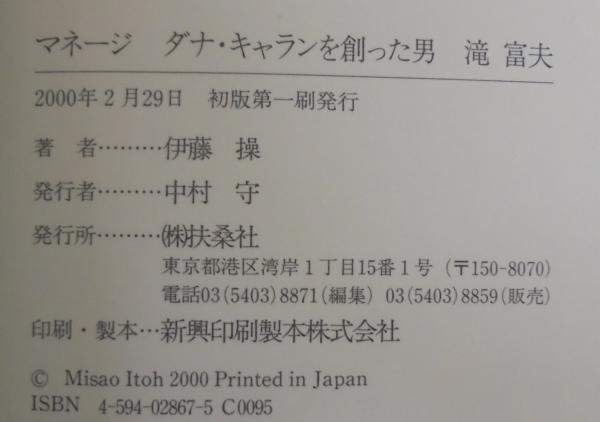 マネージ　ダナ・キャランを創った男　滝 富夫
2000年2月29日　初版第一刷発行
著　者………伊藤　操
発行者………中村　守
発行所………㈱扶桑社
東京都港区湾岸1丁目15番1号（〒150-8070）
電話03(5403)8871(編集) 03(5403)8859(販売)
印刷・製本…新興印刷製本株式会社
© Misao Itoh 2000 Printed in Japan
ISBN 4-594-02867-5 C0095